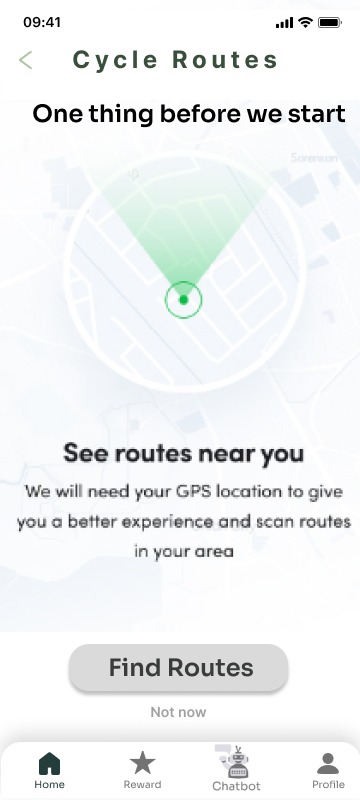 09:41
Cycle Routes
One thing before we start
See routes near you
We will need your GPS location to give
you a better experience and scan routes
in your area
Find Routes
Not now
Home
Reward
Chatbot
Profile